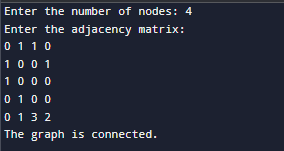 Enter the number of nodes: 4
Enter the adjacency matrix:
0 1 1 0
1 0 0 1
1 0 0 0
0 1 0 0
0 1 3 2
The graph is connected.